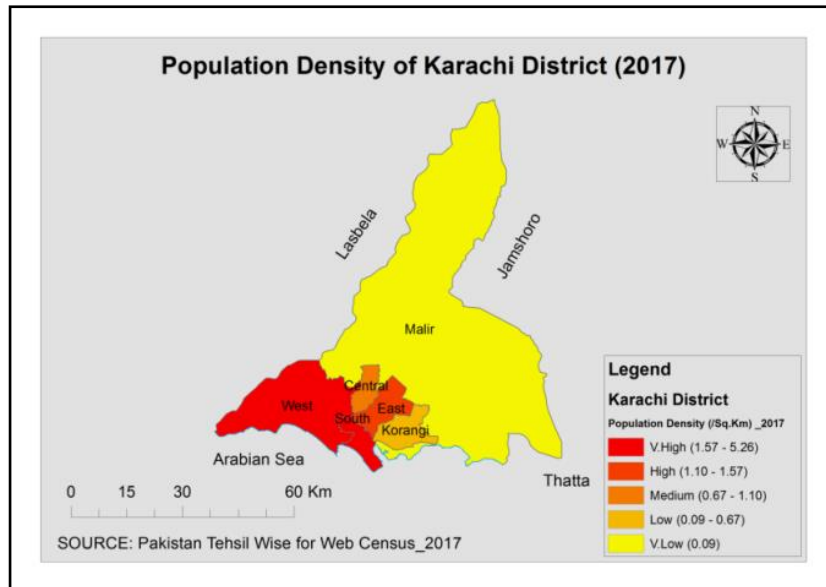 Population Density of Karachi District (2017)
N
W
E
S
Lasbela
Jamshoro
Malir
Central
West
East
South
Korangi
Arabian Sea
Thatta
0 15 30 60 Km
SOURCE: Pakistan Tehsil Wise for Web Census_2017
Legend
Karachi District
Population Density (/Sq.Km) _2017
V.High (1.57 - 5.26)
High (1.10 - 1.57)
Medium (0.67 - 1.10)
Low (0.09 - 0.67)
V.Low (0.09)